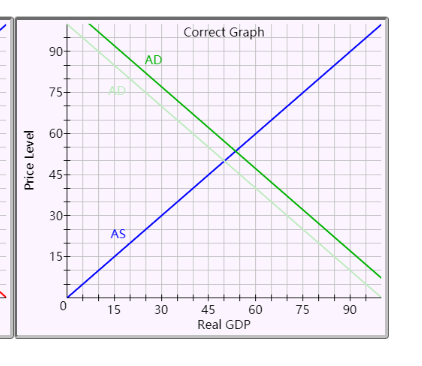 Correct Graph
90
AD
75
AD
60
Price Level
45
AS
30
15
0
15 30 45 60 75 90
Real GDP